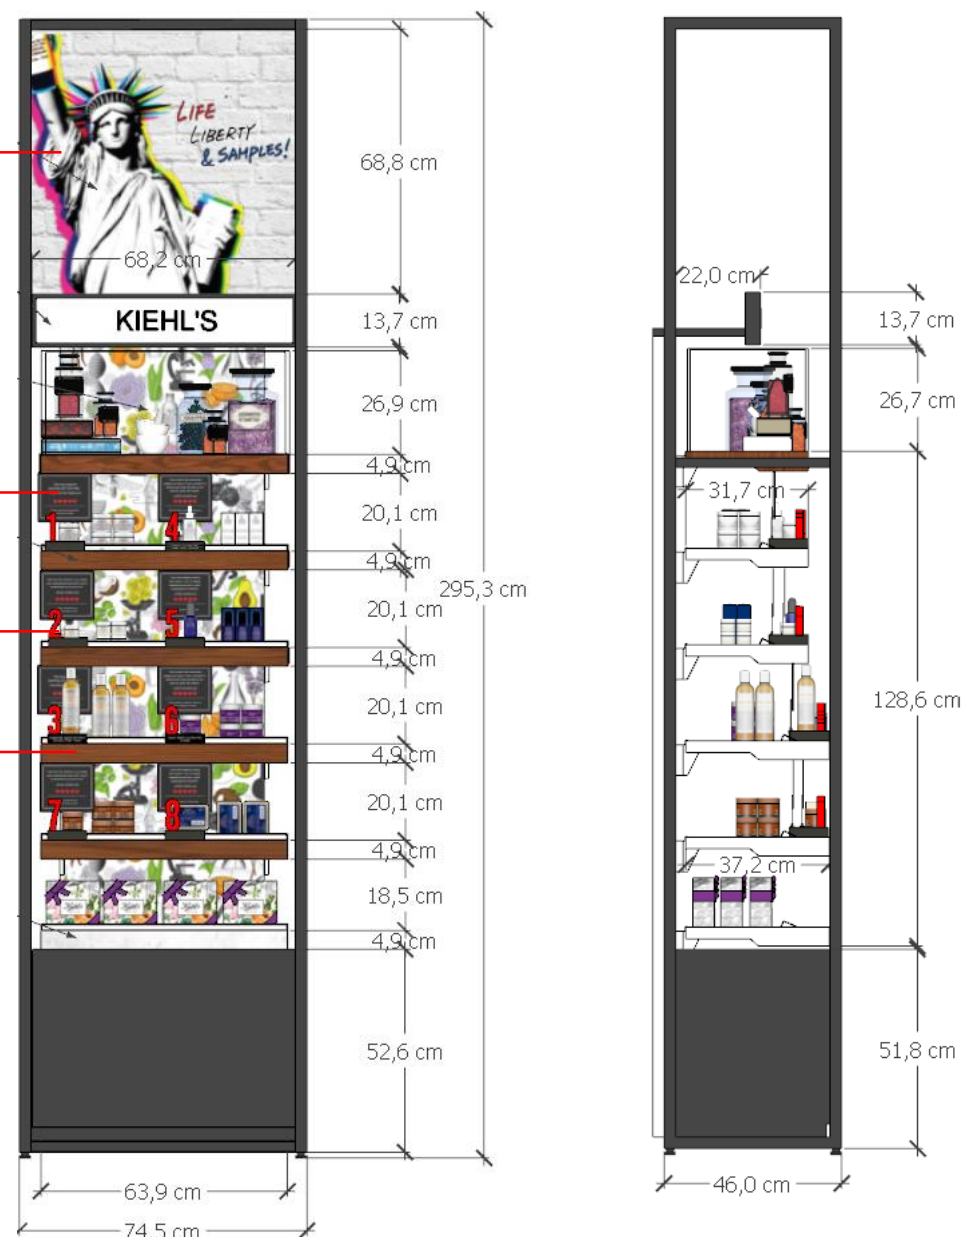 LIFE
LIBERTY
& SAMPLES!
68,8 cm
68,2 cm
KIEHL'S
13,7 cm
26,9 cm
4,9 cm
20,1 cm
1
4
4,9 cm
295,3 cm
20,1 cm
2
5
4,9 cm
20,1 cm
3
6
4,9 cm
20,1 cm
7
8
4,9 cm
18,5 cm
4,9 cm
52,6 cm
63,9 cm
74,5 cm
22,0 cm
13,7 cm
26,7 cm
31,7 cm
128,6 cm
37,2 cm
51,8 cm
46,0 cm